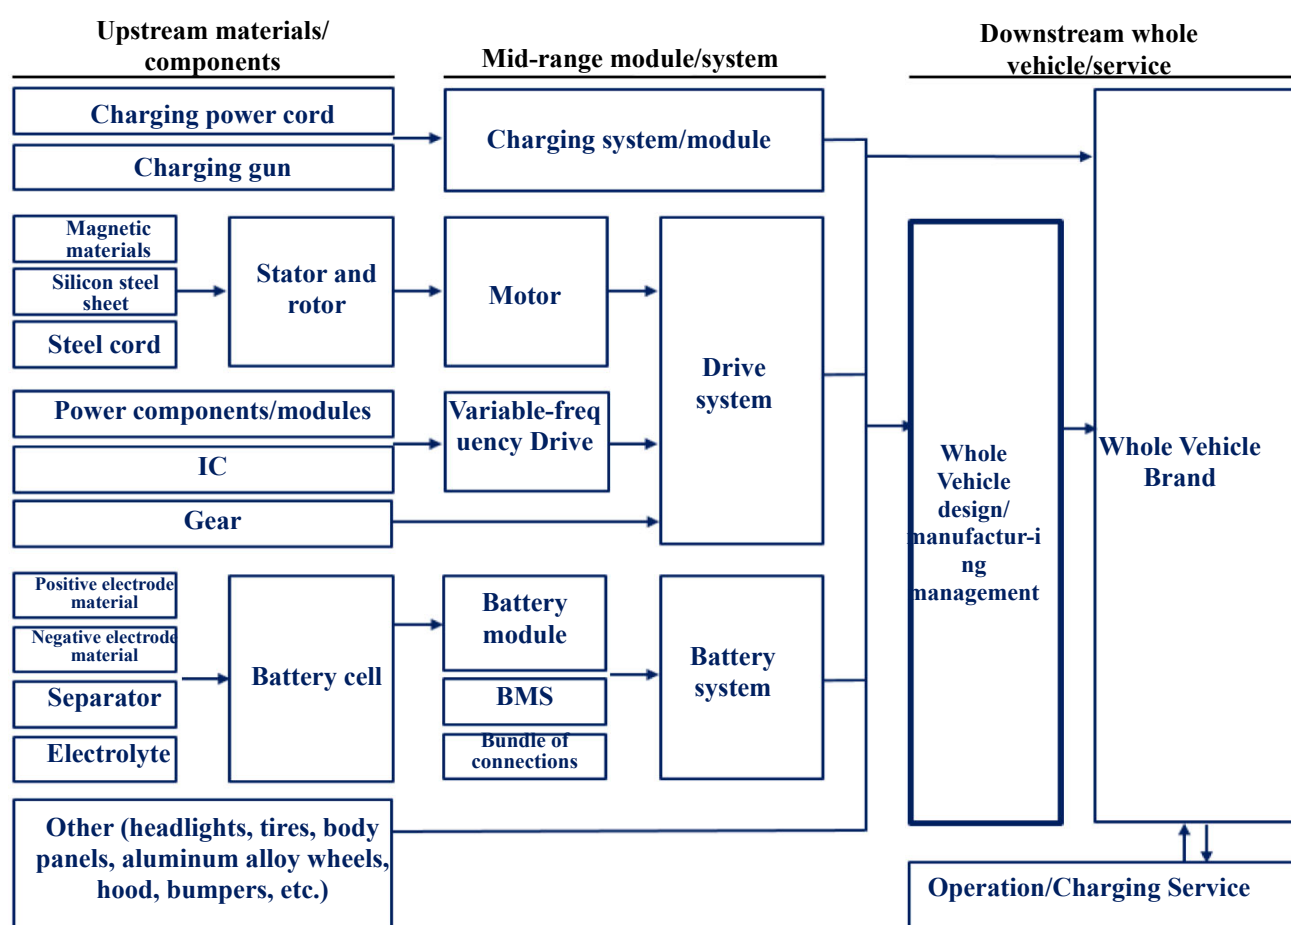 Upstream materials/
components
Mid-range module/system
Downstream whole
vehicle/service
Charging power cord
Charging gun
Charging system/module
Magnetic
materials
Silicon steel
sheet
Steel cord
Stator and
rotor
Motor
Drive
system
Power components/modules
IC
Gear
Variable-freq
uency Drive
Positive electrode
material
Negative electrode
material
Separator
Electrolyte
Battery cell
Battery
module
BMS
Bundle of
connections
Battery
system
Other (headlights, tires, body
panels, aluminum alloy wheels,
hood, bumpers, etc.)
Whole
Vehicle
design/
manufactur-i
ng
management
Whole Vehicle
Brand
Operation/Charging Service